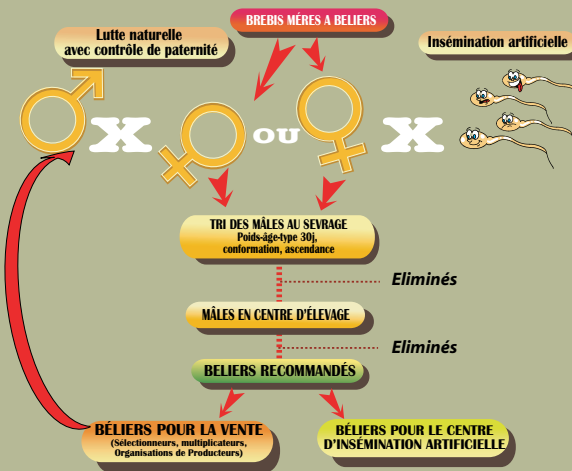 Lutte naturelle
avec contrôle de paternité
BREBIS MÈRES A BELIERS
Insémination artificielle
X
OU
X
TRI DES MÂLES AU SEVRAGE
Poids-âge-type 30j,
conformation, ascendance
Eliminés
MÂLES EN CENTRE D'ÉLEVAGE
Eliminés
BELIERS RECOMMANDÉS
BÉLIERS POUR LA VENTE
(Sélectionneurs, multiplicateurs,
Organisations de Producteurs)
BÉLIERS POUR LE CENTRE
D'INSÉMINATION ARTIFICIELLE